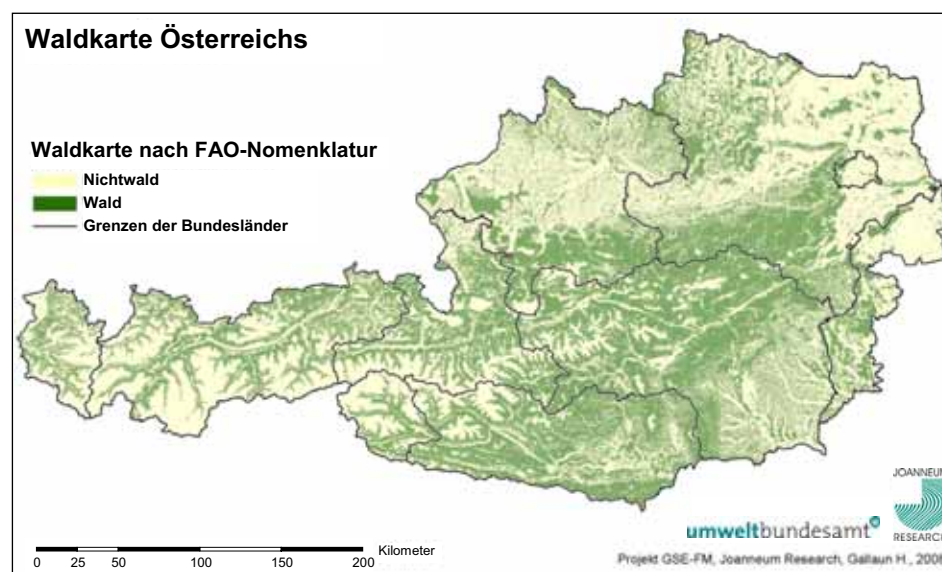 Waldkarte Österreichs
Waldkarte nach FAO-Nomenklatur
Nichtwald
Wald
Grenzen der Bundesländer
Kilometer
0 25 50 100 150 200
umweltbundesamt
JOANNEUM
RESEARCH
Projekt GSE-FM, Joanneum Research, Gallaun H., 2008